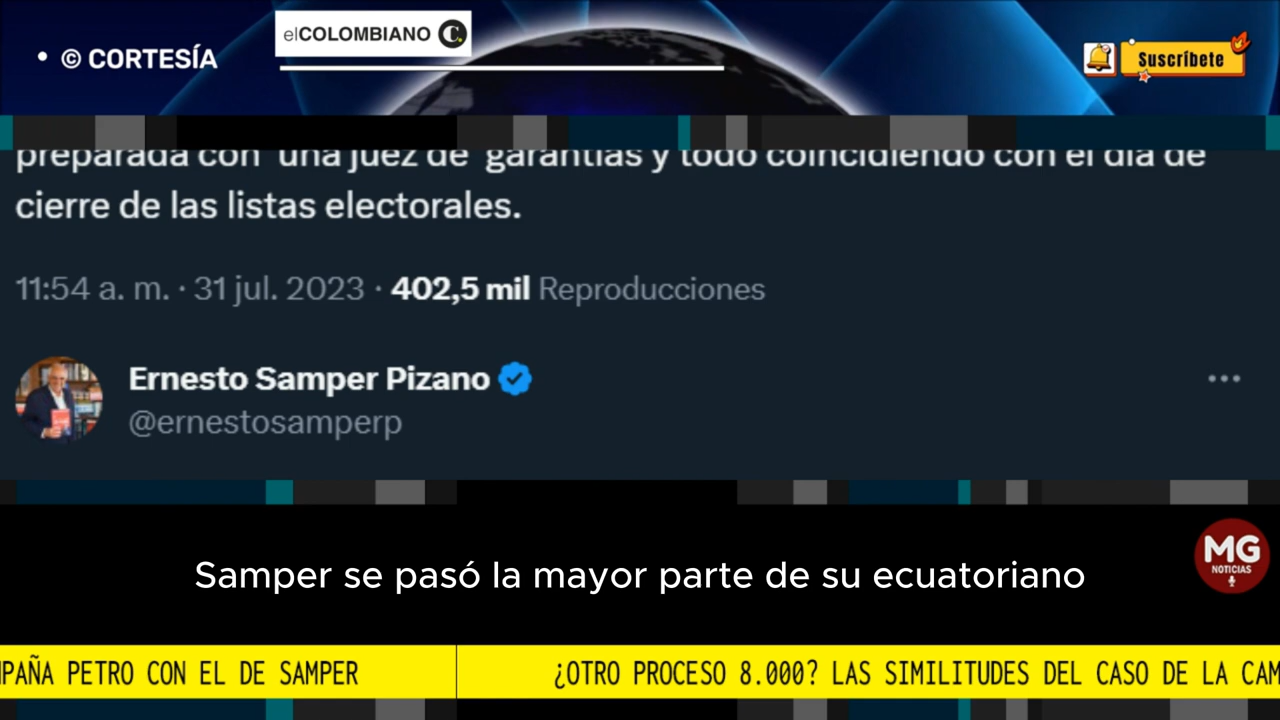 • © CORTESÍA
elCOLOMBIANO C
Suscríbete
preparada con una juez de garantías y todo coincidiendo con el día de
cierre de las listas electorales.
11:54 a. m. · 31 jul. 2023 · 402,5 mil Reproducciones
Ernesto Samper Pizano
@ernestosamperp
Samper se pasó la mayor parte de su ecuatoriano
MG
NOTICIAS
MPAÑA PETRO CON EL DE SAMPER
¿OTRO PROCESO 8.000? LAS SIMILITUDES DEL CASO DE LA CAM